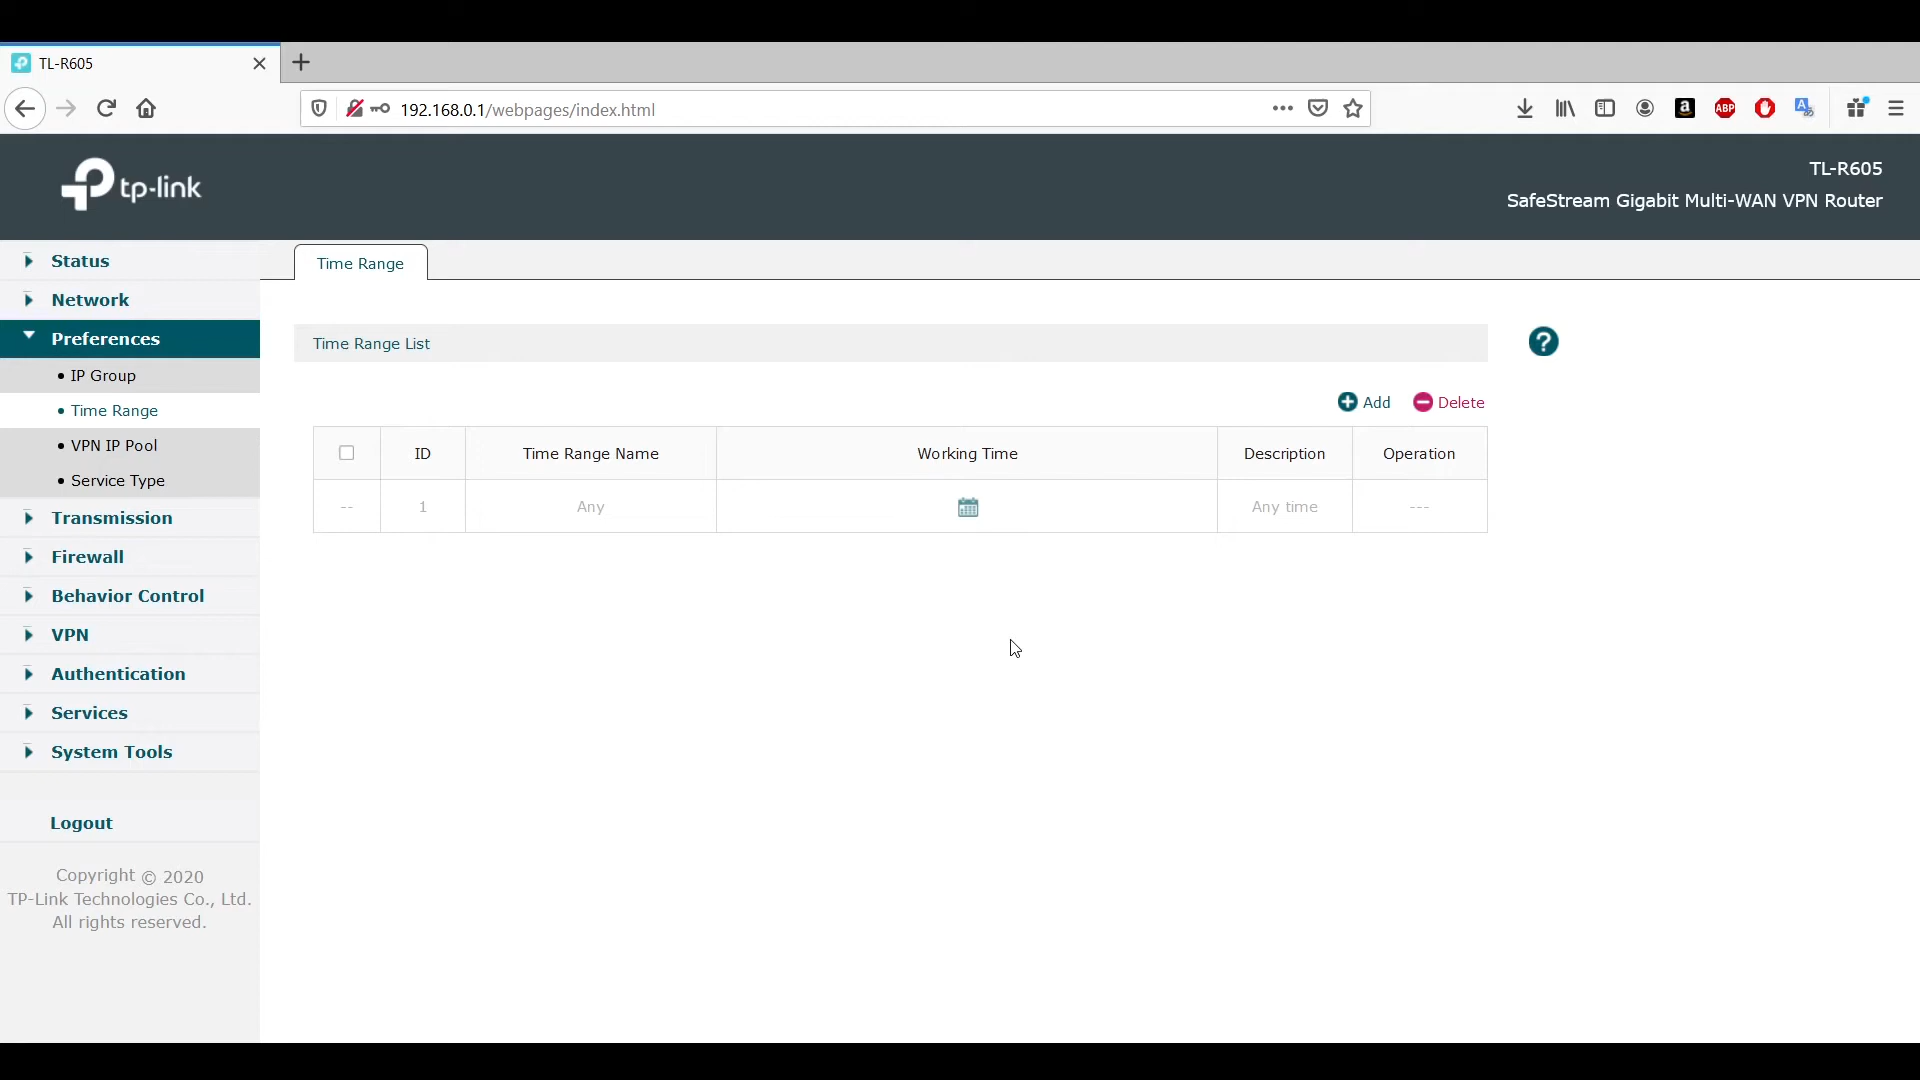 TL-R605
192.168.0.1/webpages/index.html
tp-link
TL-R605
SafeStream Gigabit Multi-WAN VPN Router
Status
Network
Preferences
IP Group
Time Range
VPN IP Pool
Service Type
Transmission
Firewall
Behavior Control
VPN
Authentication
Services
System Tools
Logout
Copyright © 2020
TP-Link Technologies Co., Ltd.
All rights reserved.
Time Range
Time Range List
Add Delete
ID Time Range Name Working Time Description Operation
-- 1 Any Any time ---